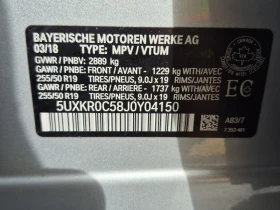 BAYERISCHE MOTOREN WERKE AG
03/18 TYPE: MPV / VTUM
GVWR / PNBV: 2889 kg
GAWR / PNBE: FRONT / AVANT - 1229 kg WITH/AVEC
255/50 R19 TIRES/PNEUS, RIMS/JANTES, 9.0J x 19
GAWR / PNBE: REAR / ARRIERE - 1737 kg WITH/AVEC
255/50 R19 TIRES/PNEUS, RIMS/JANTES, 9.0J x 19
EC
5UXKR0C58J0Y04150
A83/7